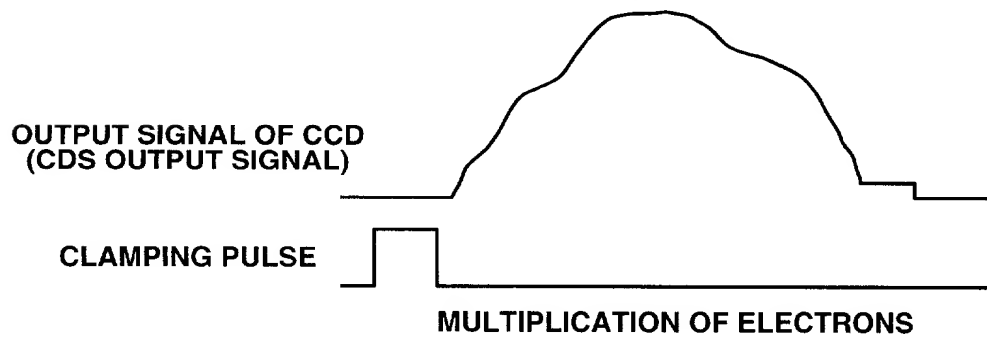 OUTPUT SIGNAL OF CCD
(CDS OUTPUT SIGNAL)
CLAMPING PULSE
MULTIPLICATION OF ELECTRONS